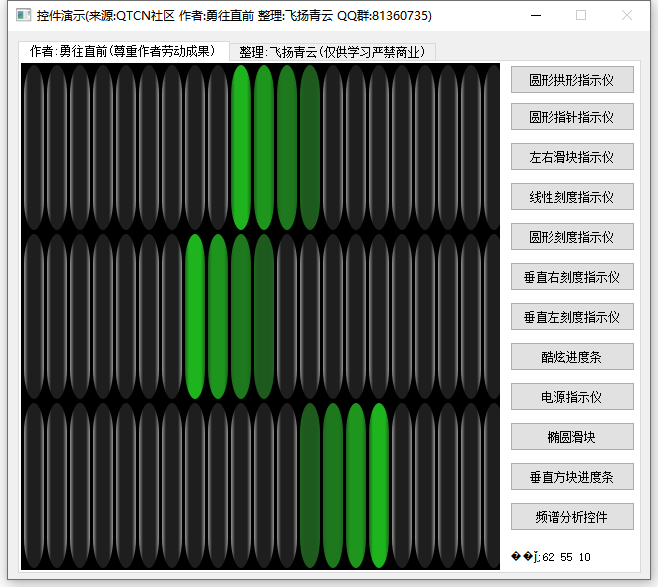 控件演示(来源:QTCN社区 作者:勇往直前 整理:飞扬青云 QQ群:81360735)
作者:勇往直前(尊重作者劳动成果)
整理:飞扬青云(仅供学习严禁商业)
圆形拱形指示仪
圆形指针指示仪
左右滑块指示仪
线性刻度指示仪
圆形刻度指示仪
垂直右刻度指示仪
垂直左刻度指示仪
酷炫进度条
电源指示仪
椭圆滑块
垂直方块进度条
频谱分析控件
62 55 10